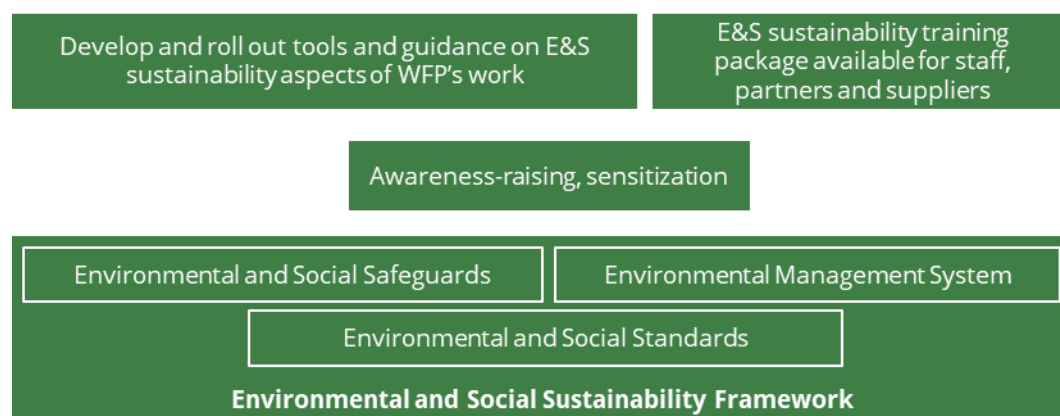 Develop and roll out tools and guidance on E&S
sustainability aspects of WFP's work
E&S sustainability training
package available for staff,
partners and suppliers
Awareness-raising, sensitization
Environmental and Social Safeguards
Environmental Management System
Environmental and Social Standards
Environmental and Social Sustainability Framework